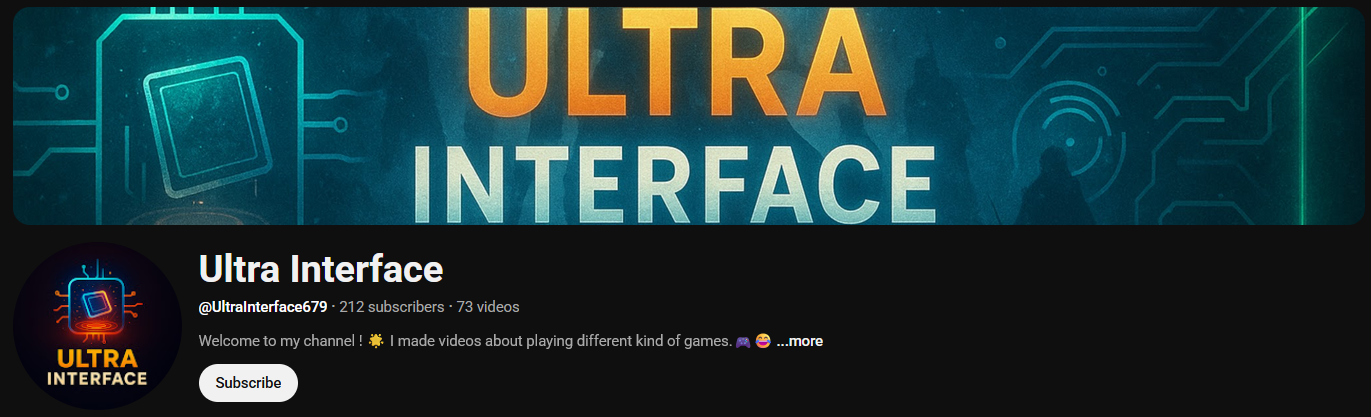 ULTRA
INTERFACE
Ultra Interface
@UltraInterface679 · 212 subscribers · 73 videos
Welcome to my channel ! 🌟 I made videos about playing different kind of games.🎮 😂 ...more
ULTRA
INTERFACE
Subscribe